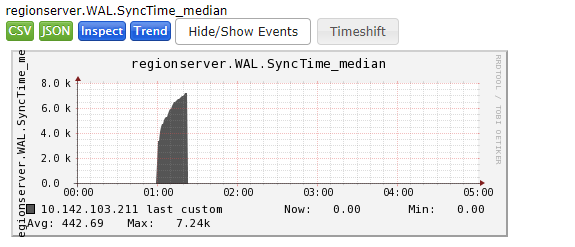 regionserver.WAL.SyncTime_median
CSV JSON Inspect Trend Hide/Show Events Timeshift
regionserver.WAL.SyncTime_median
regionserver.WAL.SyncTime_me
RRDTOOL / TOBI OETIKER
8.0 k
6.0 k
4.0 k
2.0 k
0.0
00:00 01:00 02:00 03:00 04:00 05:00
10.142.103.211 last custom Now: 0.00 Min: 0.00
Avg: 442.69 Max: 7.24k